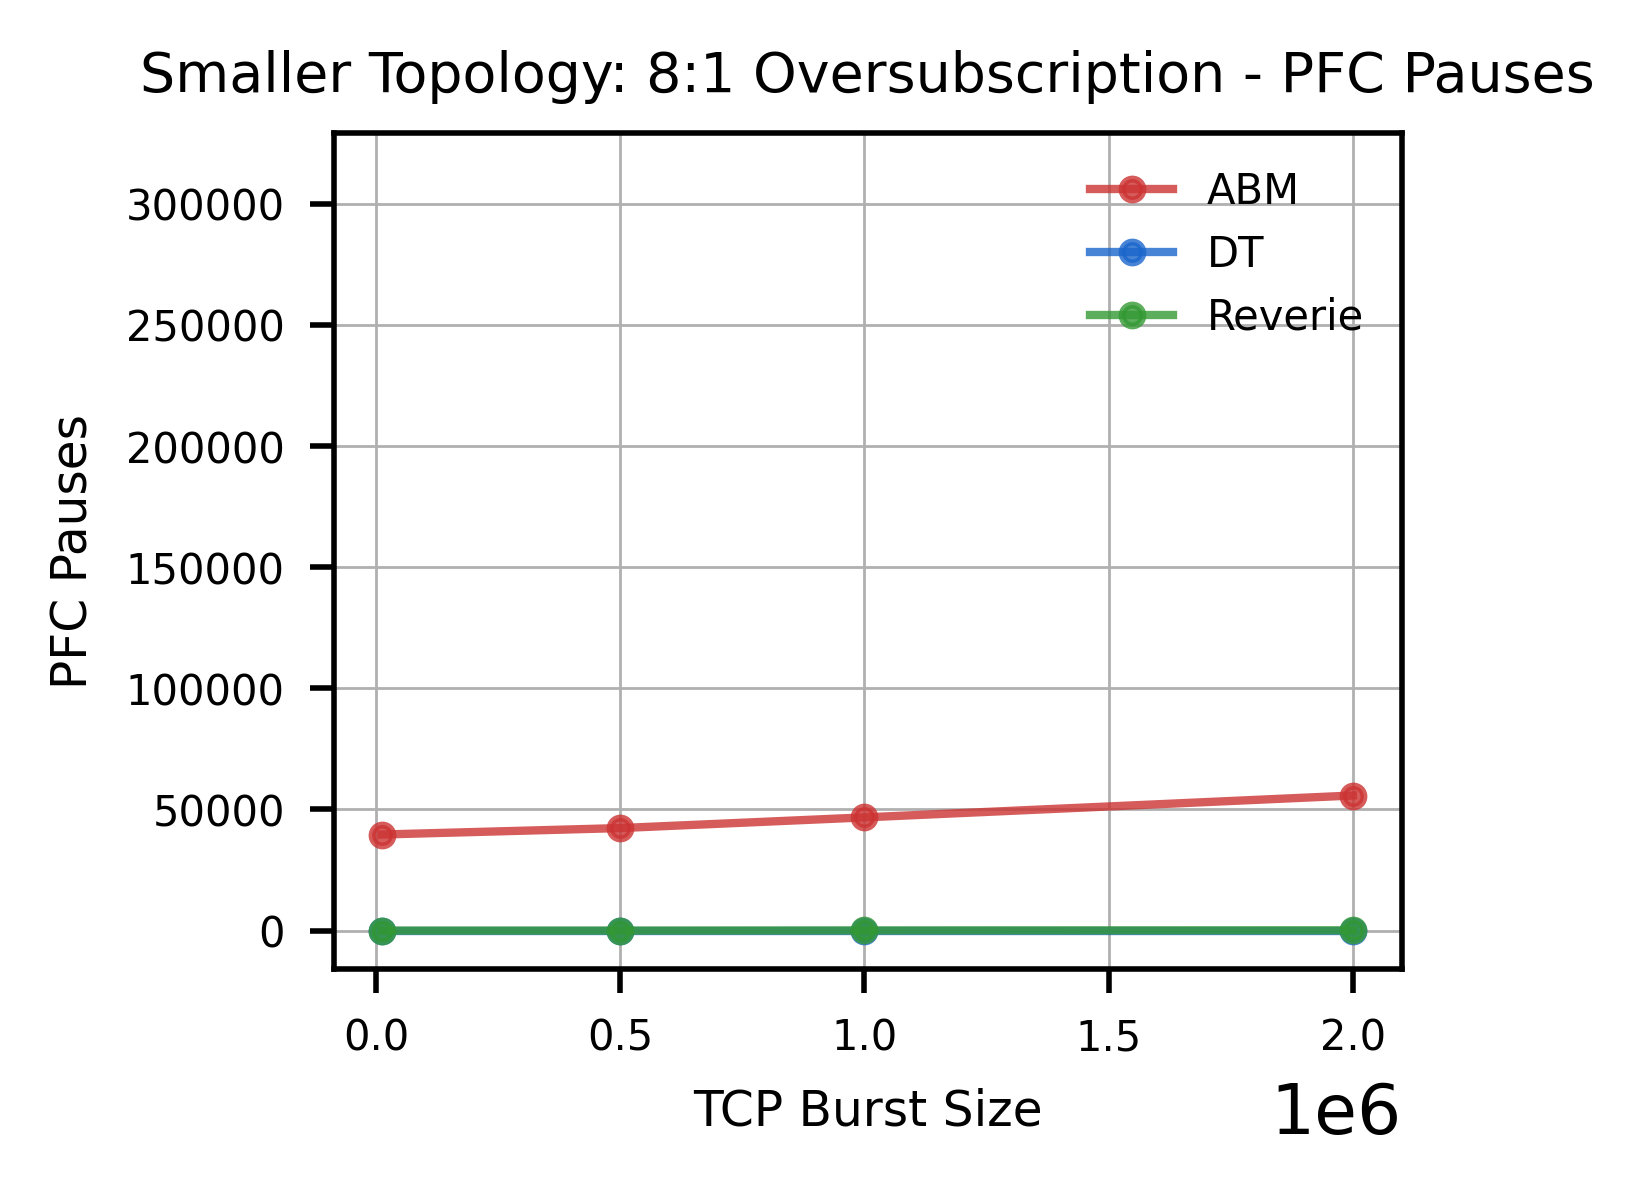 Smaller Topology: 8:1 Oversubscription - PFC Pauses
ABM
DT
Reverie
PFC Pauses
300000
250000
200000
150000
100000
50000
0
0.0 0.5 1.0 1.5 2.0
TCP Burst Size
1e6